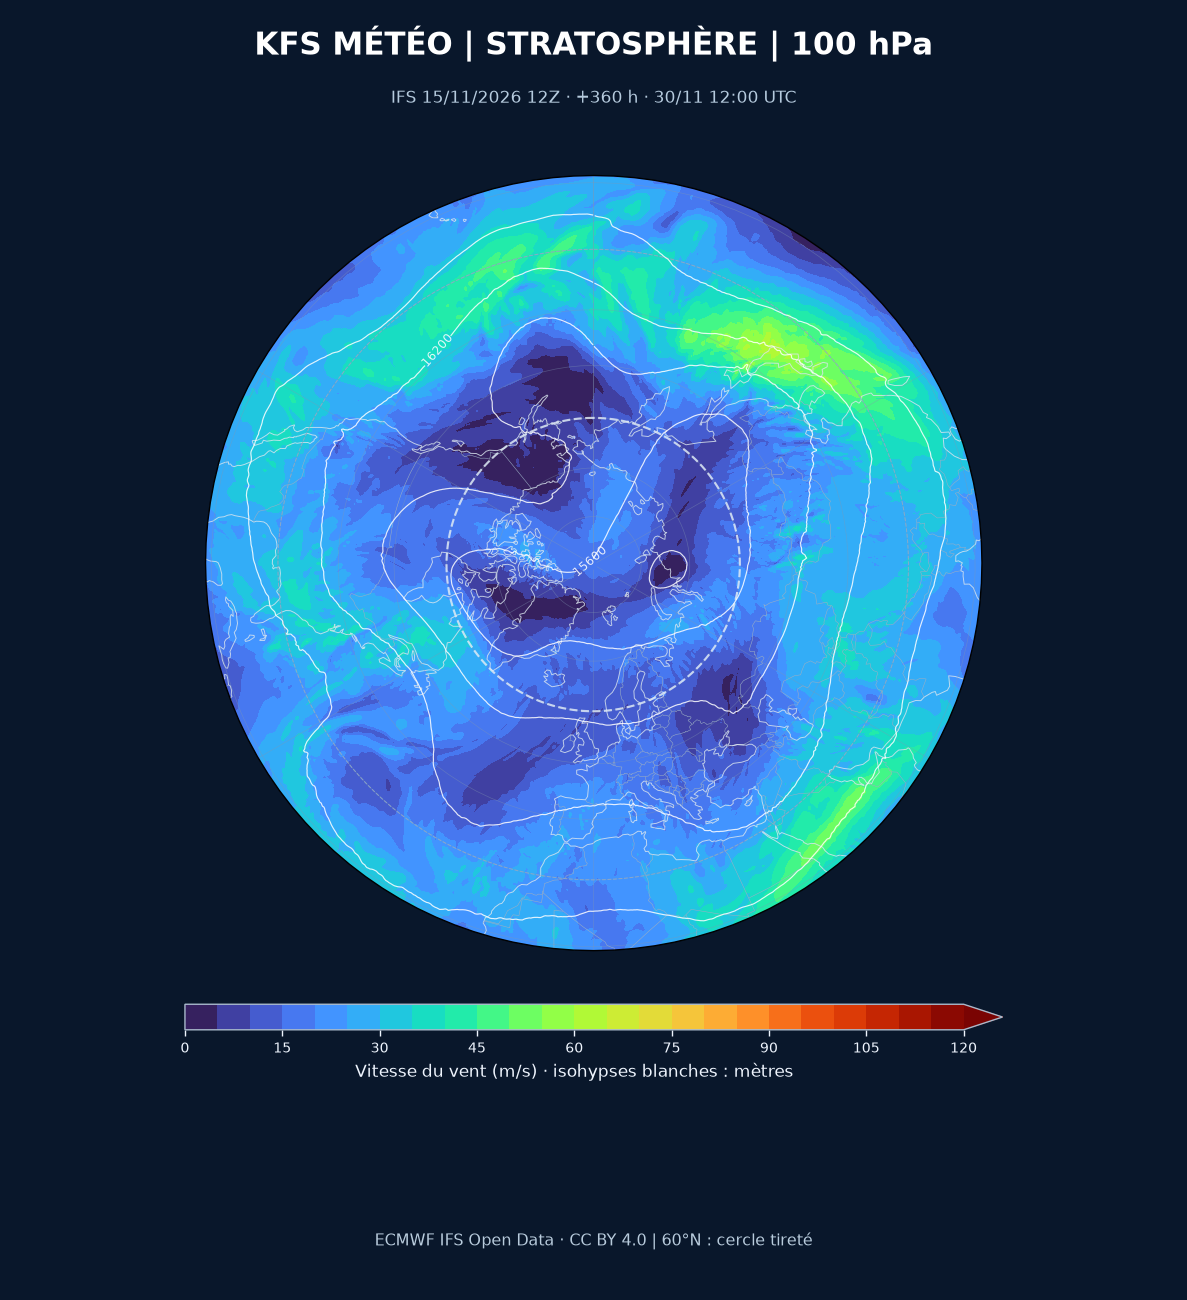 KFS MÉTÉO | STRATOSPHÈRE | 100 hPa
IFS 15/11/2026 12Z · +360 h · 30/11 12:00 UTC
16200
15600
0 15 30 45 60 75 90 105 120
Vitesse du vent (m/s) · isohypses blanches : mètres
ECMWF IFS Open Data · CC BY 4.0 | 60°N : cercle tireté